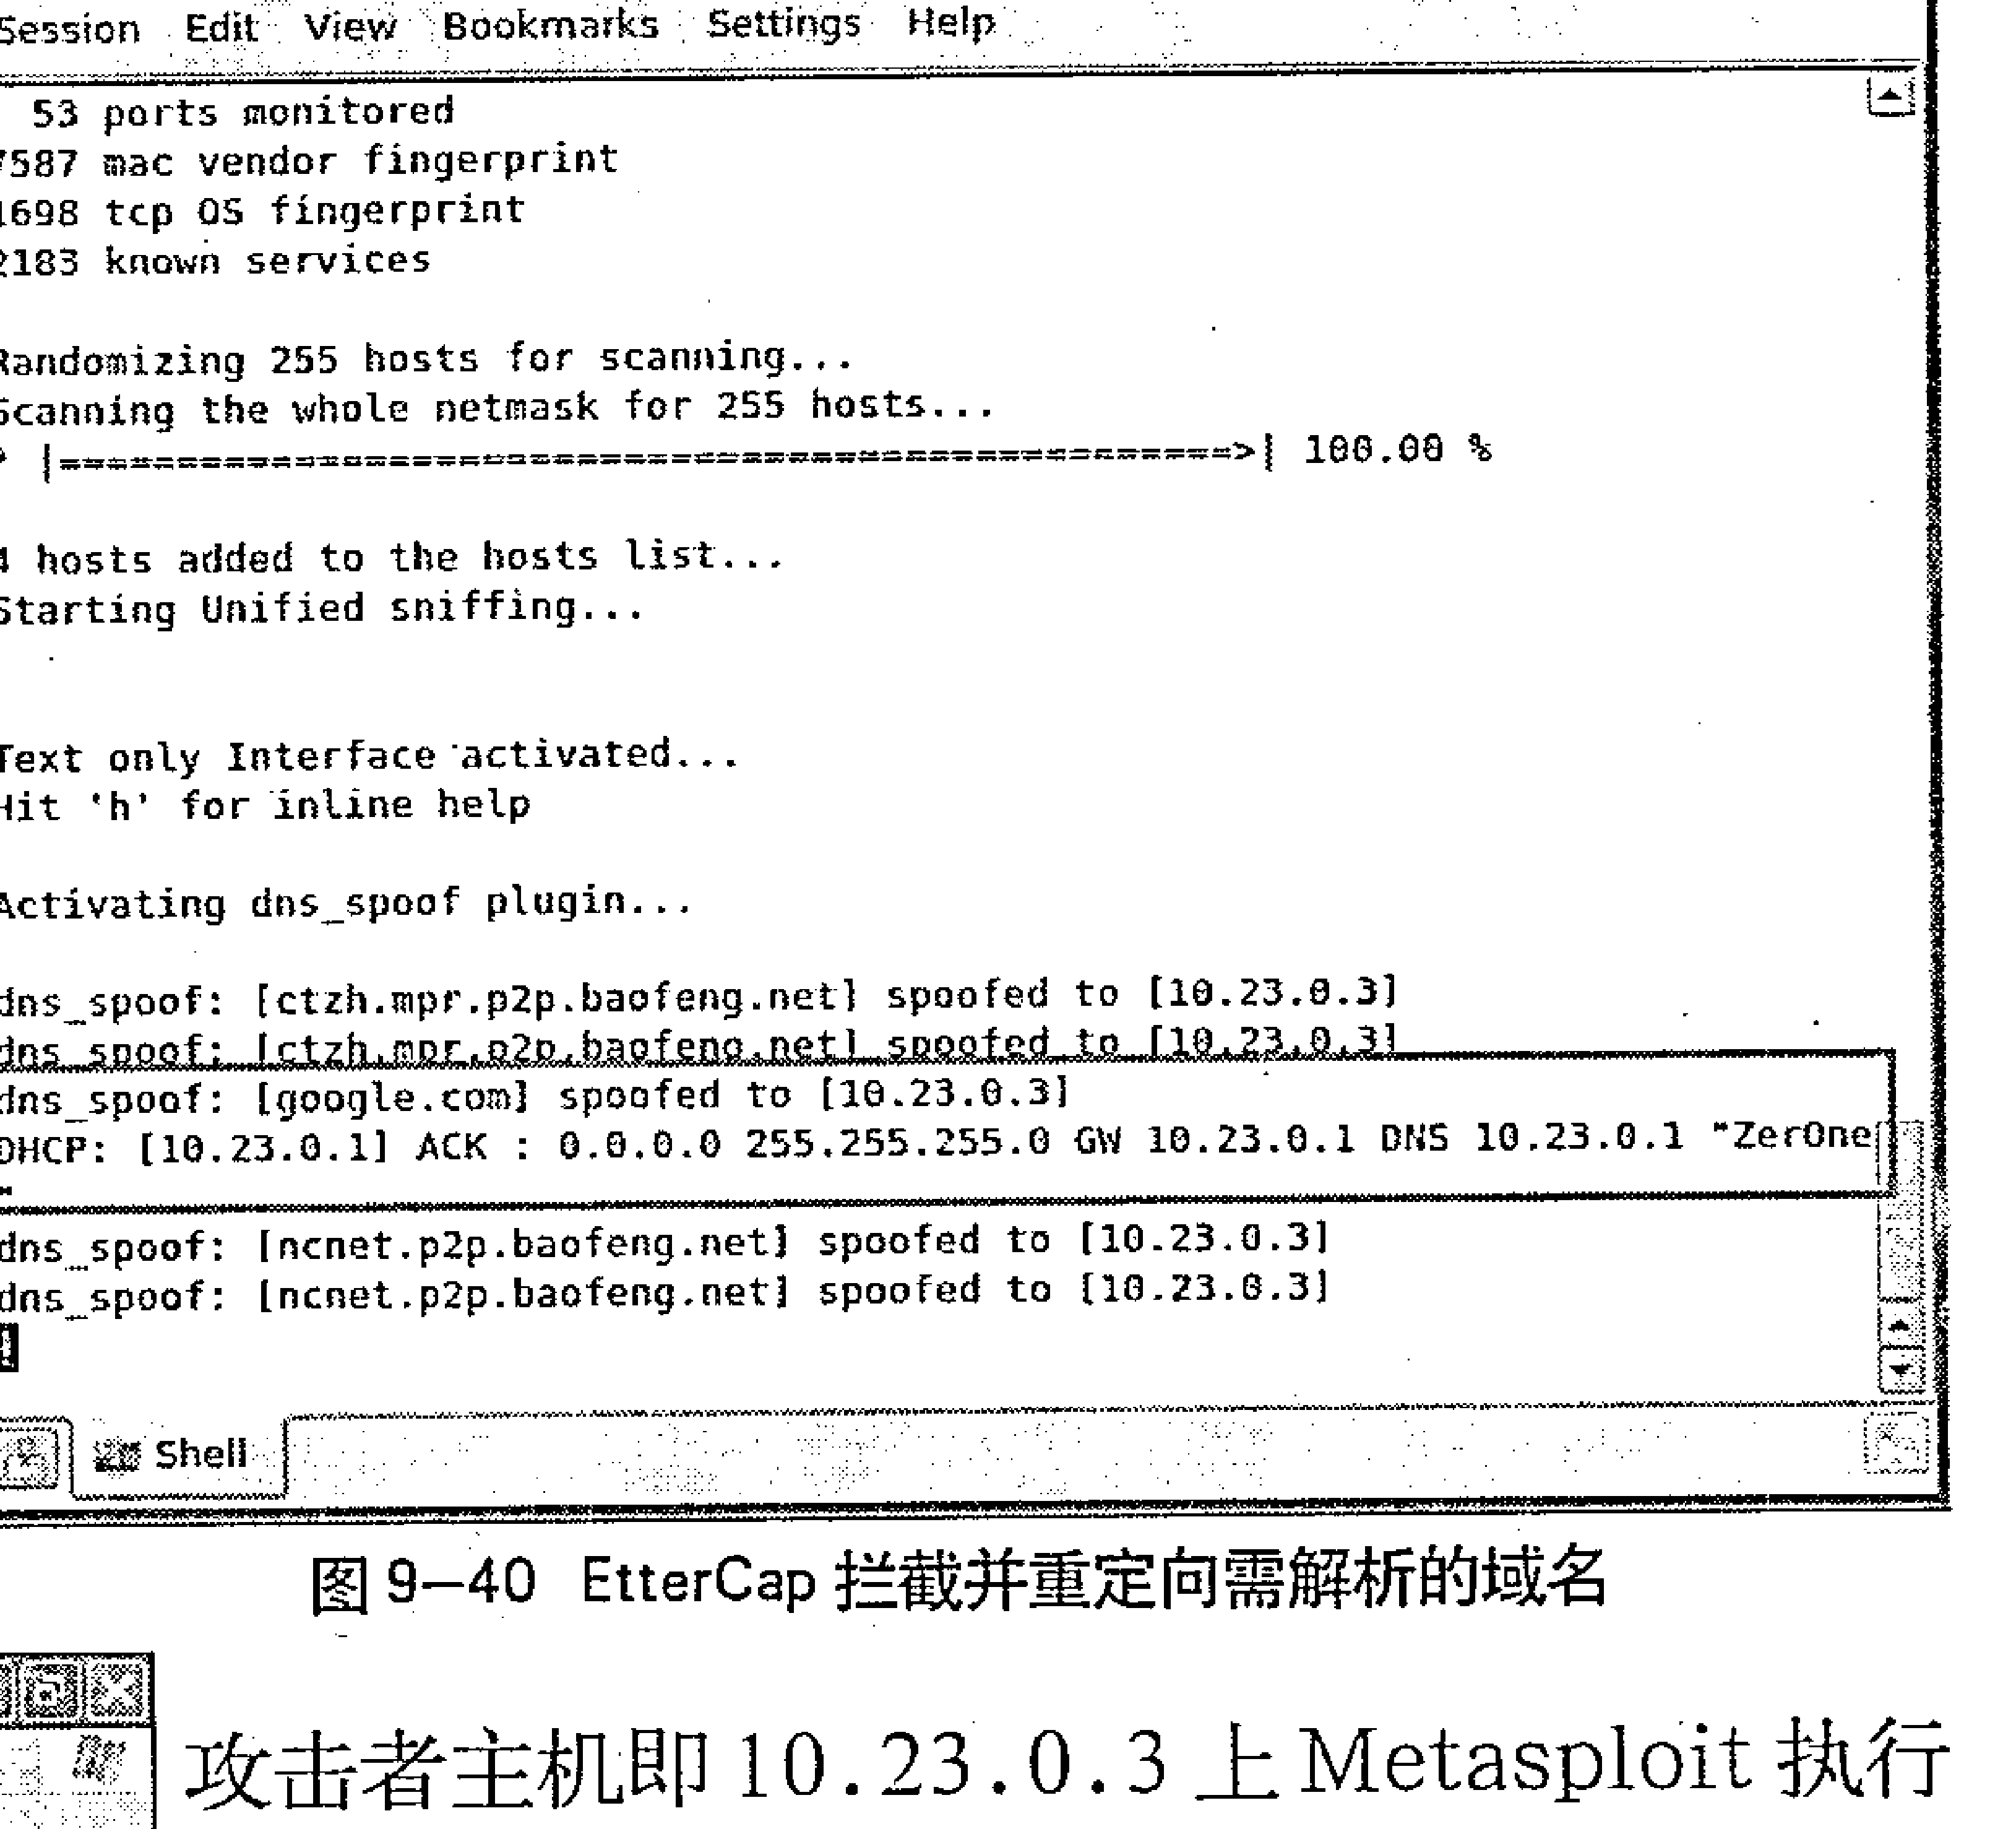 Session Edit View Bookmarks Settings Help
53 ports monitored
7587 mac vendor fingerprint
1698 tcp OS fingerprint
2183 known services
Randomizing 255 hosts for scanning...
Scanning the whole netmask for 255 hosts...
* |==================================================>| 100.00 %
4 hosts added to the hosts list...
Starting Unified sniffing...
Text only Interface activated...
Hit 'h' for inline help
Activating dns_spoof plugin...
dns_spoof: [ctzh.mpr.p2p.baofeng.net] spoofed to [10.23.0.3]
dns_spoof: [ctzh.mpr.p2p.baofeng.net] spoofed to [10.23.0.3]
dns_spoof: [google.com] spoofed to [10.23.0.3]
DHCP: [10.23.0.1] ACK : 0.0.0.0 255.255.255.0 GW 10.23.0.1 DNS 10.23.0.1 "ZerOne
"
dns_spoof: [ncnet.p2p.baofeng.net] spoofed to [10.23.0.3]
dns_spoof: [ncnet.p2p.baofeng.net] spoofed to [10.23.0.3]
Shell
图 9—40 EtterCap 拦截并重定向需解析的域名
攻击者主机即 10.23.0.3 上 Metasploit 执行